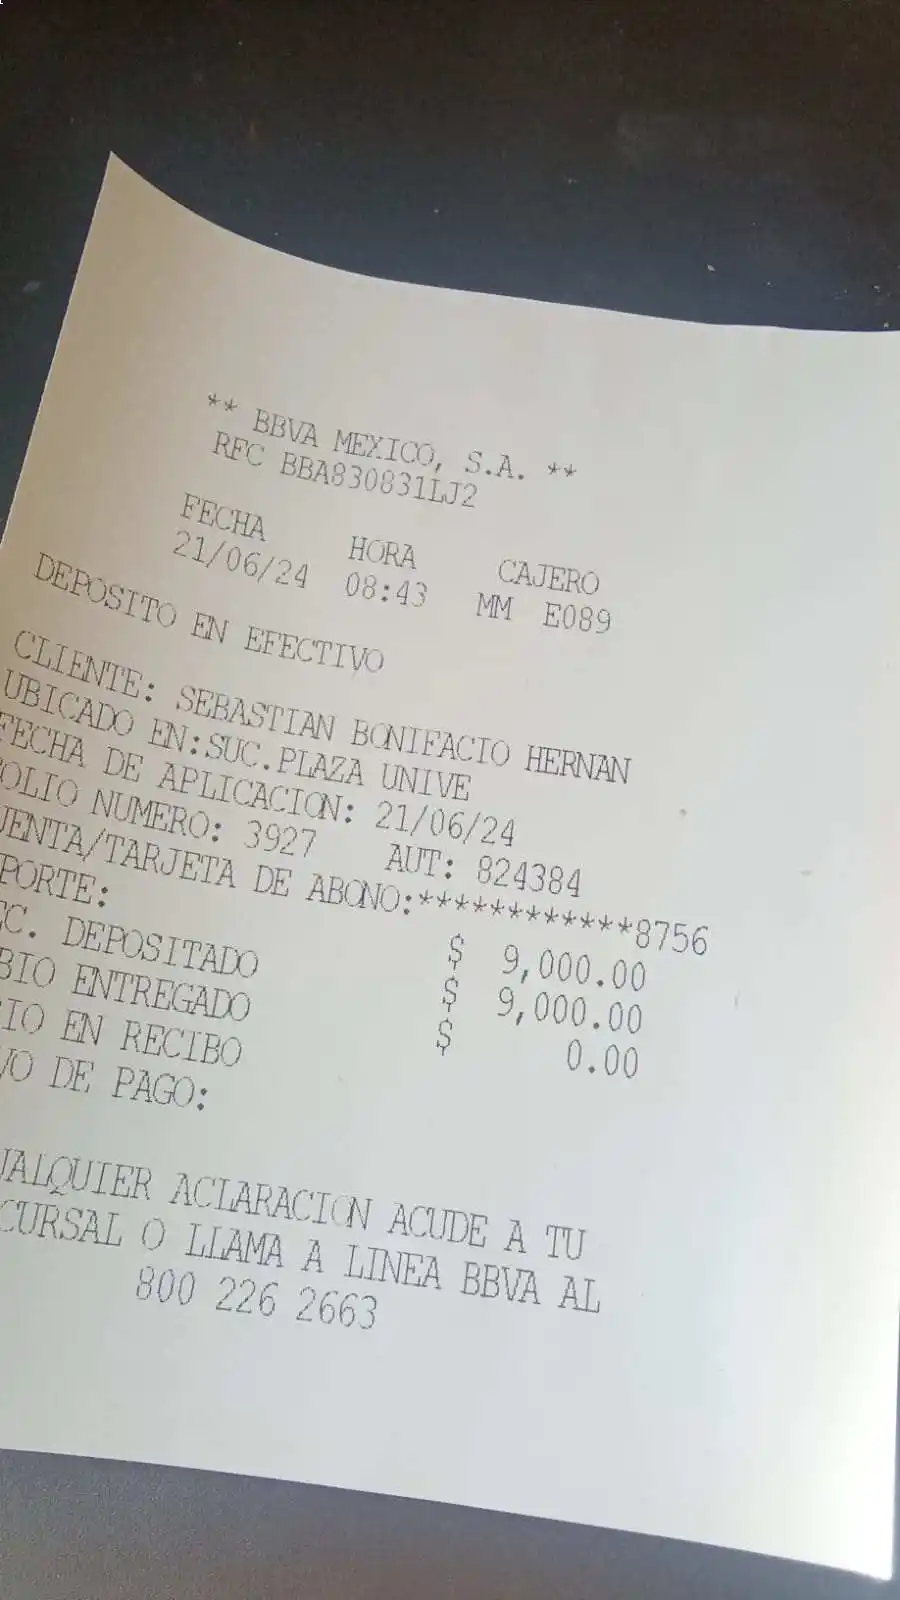 ** BBVA MEXICO, S.A. **
RFC BBA830831LJ2
FECHA HORA CAJERO
21/06/24 08:43 MM E089
DEPOSITO EN EFECTIVO
CLIENTE: SEBASTIAN BONIFACIO HERNAN
UBICADO EN:SUC.PLAZA UNIVE
FECHA DE APLICACION: 21/06/24
OLIO NUMERO: 3927 AUT: 824384
UENTA/TARJETA DE ABONO:************8756
PORTE: $ 9,000.00
EC. DEPOSITADO $ 9,000.00
BIO ENTREGADO $ 0.00
IO EN RECIBO
VO DE PAGO:
UALQUIER ACLARACION ACUDE A TU
CURSAL O LLAMA A LINEA BBVA AL
800 226 2663